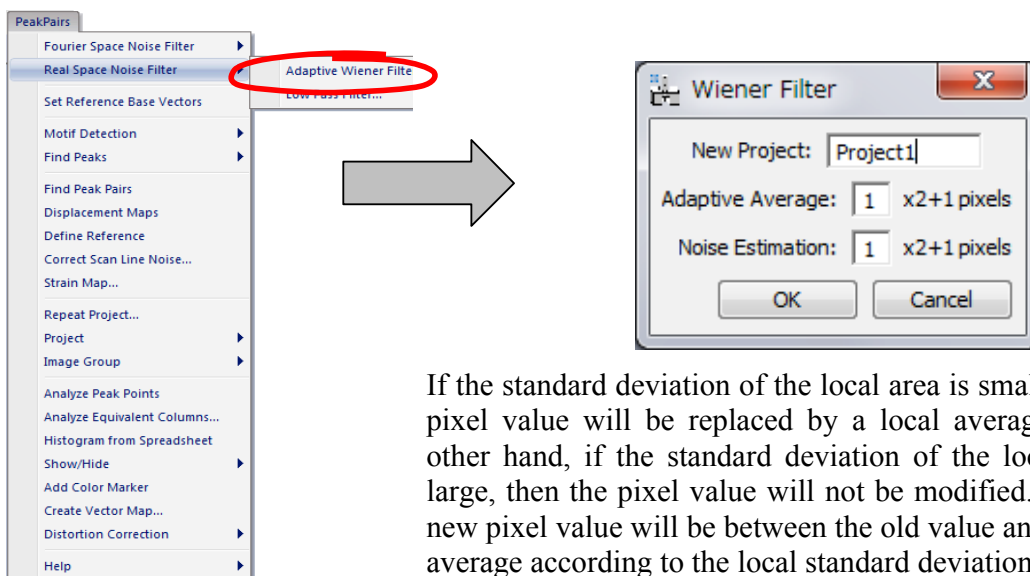 PeakPairs
Fourier Space Noise Filter
Real Space Noise Filter
Set Reference Base Vectors
Motif Detection
Find Peaks
Find Peak Pairs
Displacement Maps
Define Reference
Correct Scan Line Noise...
Strain Map...
Repeat Project...
Project
Image Group
Analyze Peak Points
Analyze Equivalent Columns...
Histogram from Spreadsheet
Show/Hide
Add Color Marker
Create Vector Map...
Distortion Correction
Help
Adaptive Wiener Filte
Low Pass Filter...
Wiener Filter
New Project: Project1
Adaptive Average: 1 x2+1 pixels
Noise Estimation: 1 x2+1 pixels
OK Cancel
If the standard deviation of the local area is smal
pixel value will be replaced by a local averag
other hand, if the standard deviation of the loc
large, then the pixel value will not be modified.
new pixel value will be between the old value an
average according to the local standard deviation